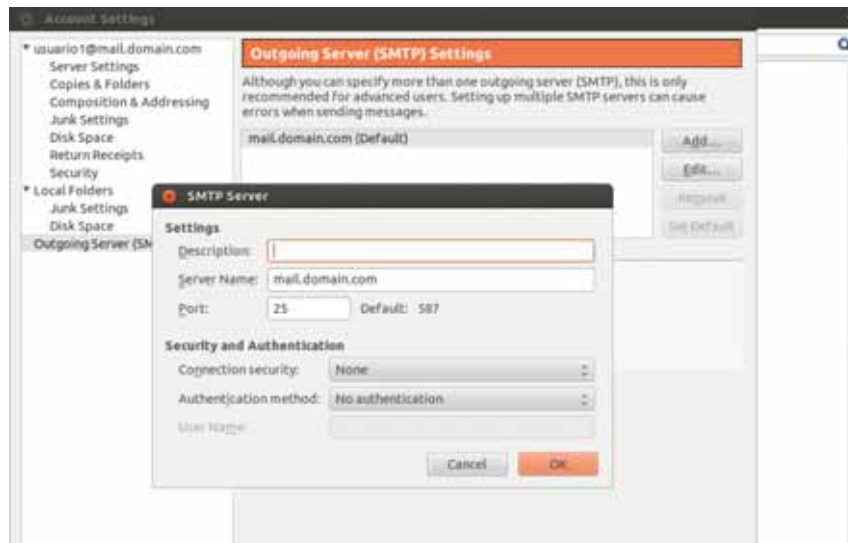 Account Settings
usuario1@mail.domain.com
Server Settings
Copies & Folders
Composition & Addressing
Junk Settings
Disk Space
Return Receipts
Security
Local Folders
Junk Settings
Disk Space
Outgoing Server (SM
Outgoing Server (SMTP) Settings
Although you can specify more than one outgoing server (SMTP), this is only
recommended for advanced users. Setting up multiple SMTP servers can cause
errors when sending messages.
mail.domain.com (Default)
Add...
Edit...
Remove
Set Default
SMTP Server
Settings
Description:
Server Name: mail.domain.com
Port: 25 Default: 587
Security and Authentication
Connection security: None
Authentication method: No authentication
User Name:
Cancel OK